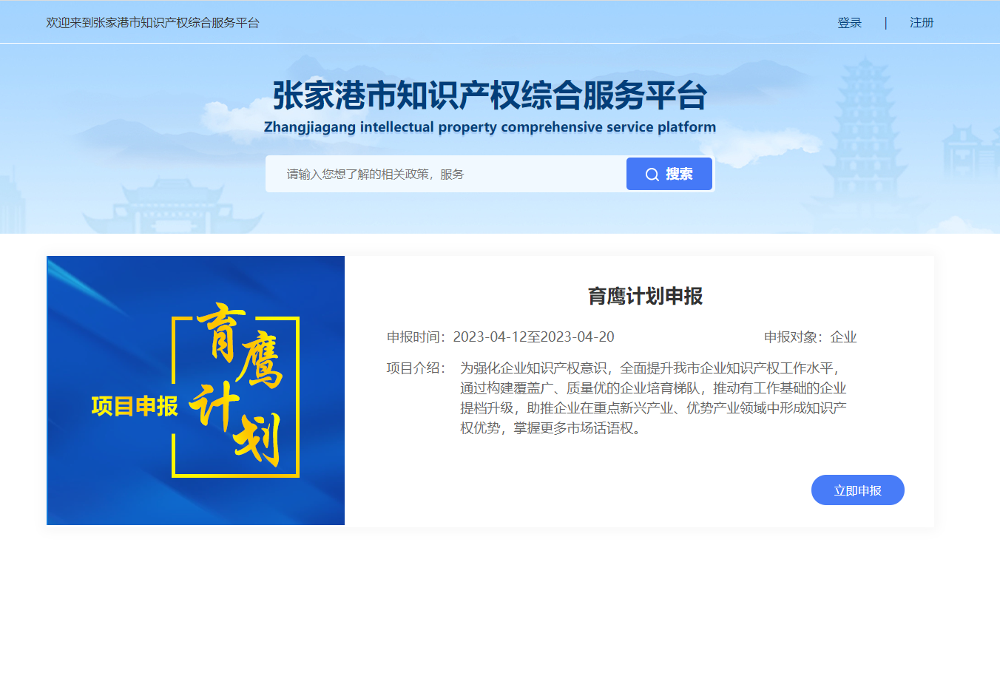 欢迎来到张家港市知识产权综合服务平台
登录 | 注册
张家港市知识产权综合服务平台
Zhangjiagang intellectual property comprehensive service platform
请输入您想了解的相关政策，服务
搜索
项目申报
育鹰计划
育鹰计划申报
申报时间：2023-04-12至2023-04-20
申报对象：企业
项目介绍：
为强化企业知识产权意识，全面提升我市企业知识产权工作水平，
通过构建覆盖广、质量优的企业培育梯队，推动有工作基础的企业
提档升级，助推企业在重点新兴产业、优势产业领域中形成知识产
权优势，掌握更多市场话语权。
立即申报